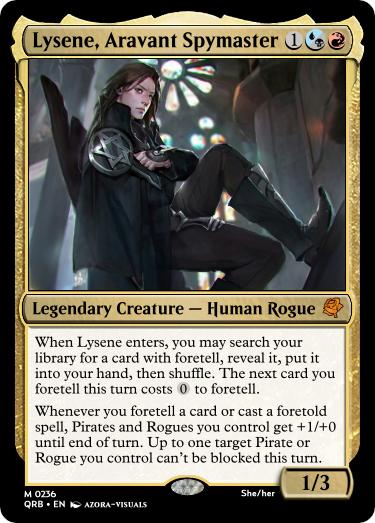 Lysene, Aravant Spymaster 1
Legendary Creature — Human Rogue
When Lysene enters, you may search your
library for a card with foretell, reveal it, put it
into your hand, then shuffle. The next card you
foretell this turn costs 0 to foretell.
Whenever you foretell a card or cast a foretold
spell, Pirates and Rogues you control get +1/+0
until end of turn. Up to one target Pirate or
Rogue you control can't be blocked this turn.
1/3
M 0236 She/her
QRB • EN AZORA-VISUALS